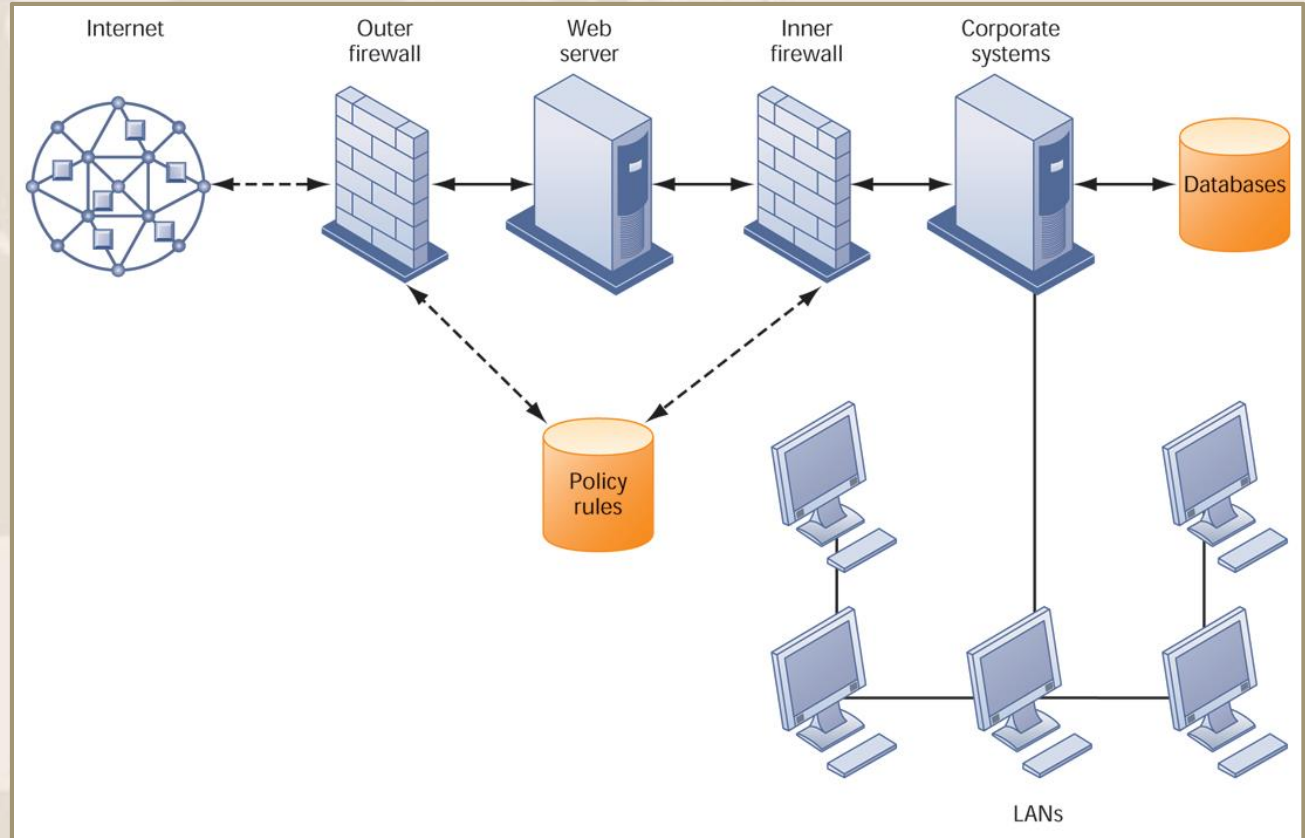 Internet
Outer
firewall
Web
server
Inner
firewall
Corporate
systems
Databases
Policy
rules
LANs